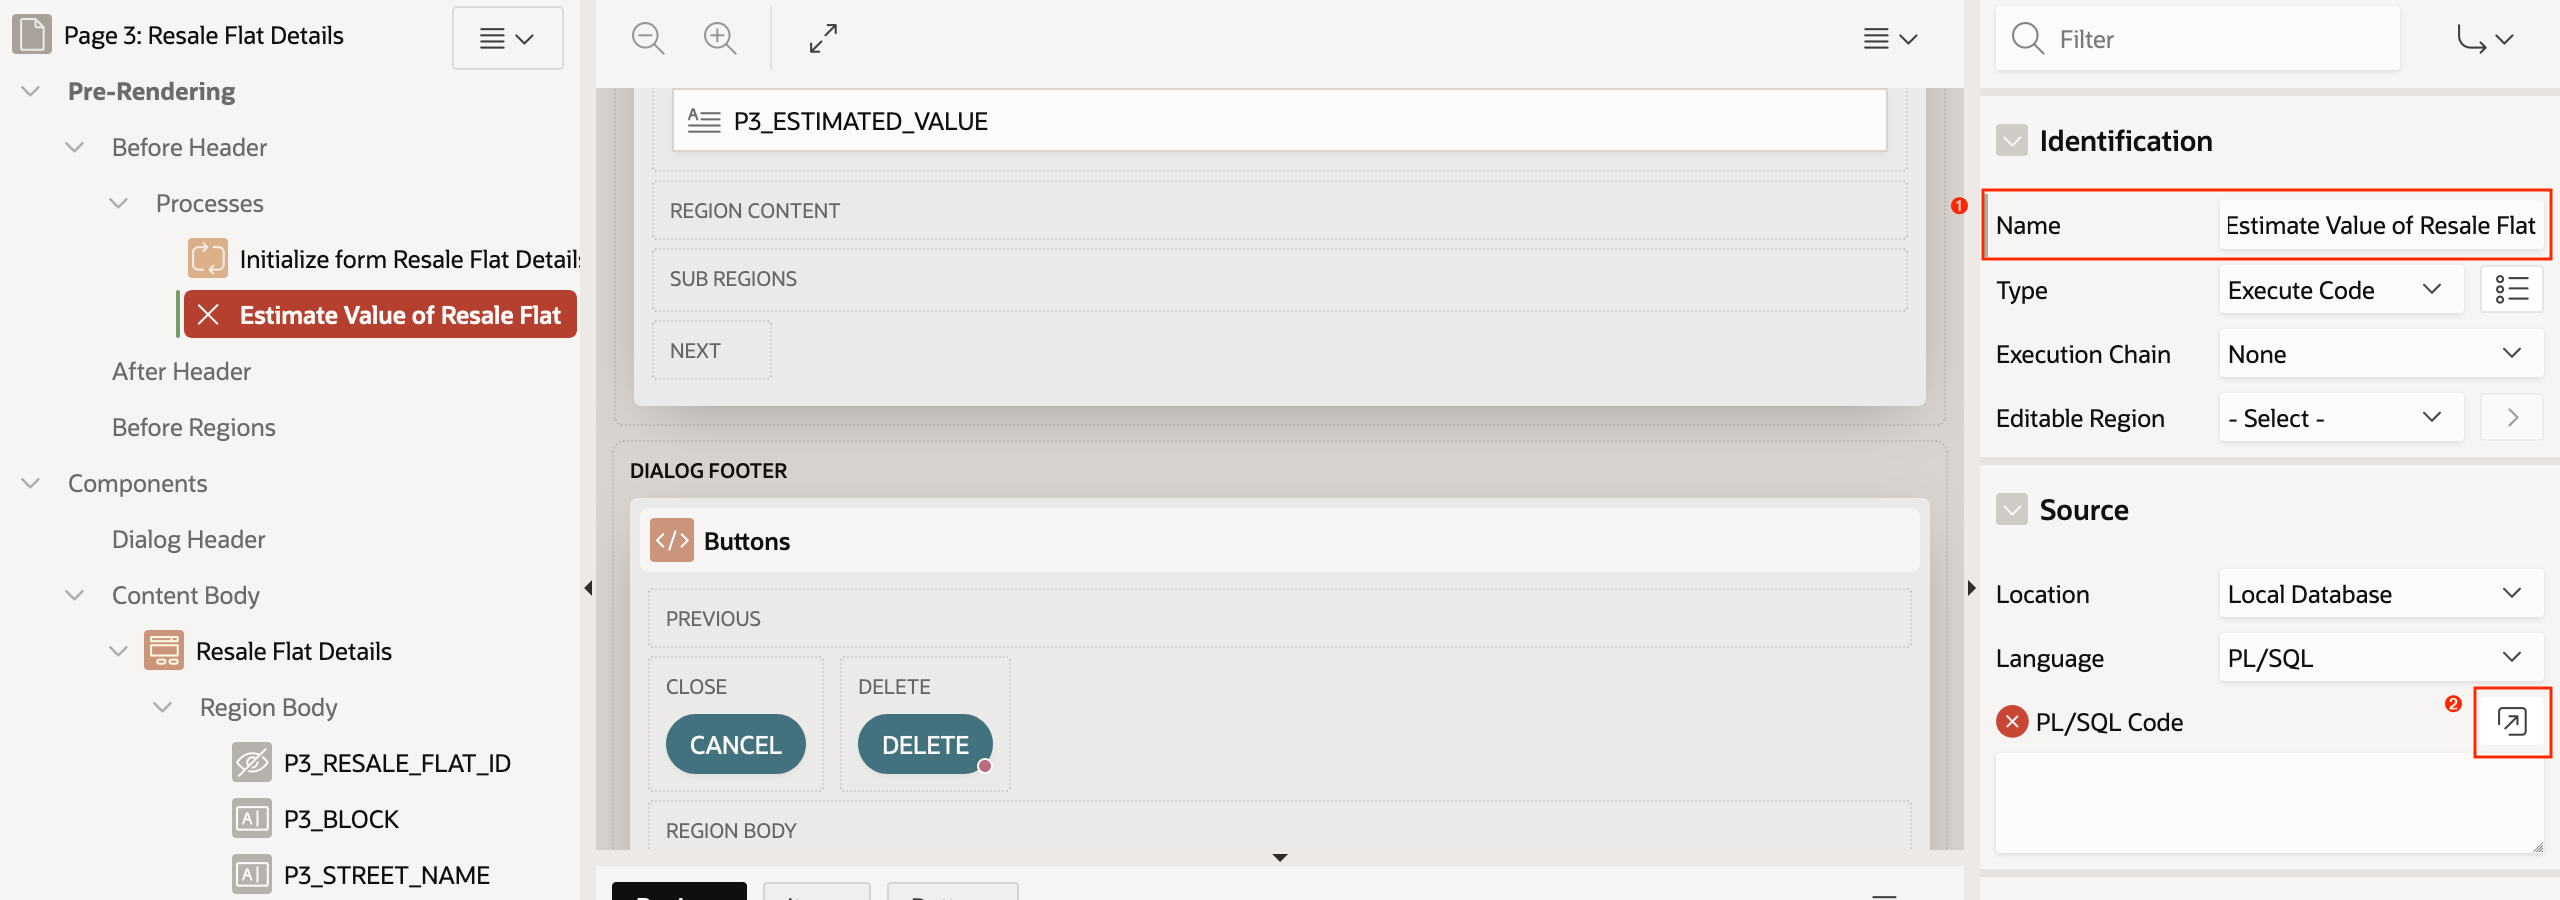 Page 3: Resale Flat Details
Pre-Rendering
Before Header
Processes
Initialize form Resale Flat Details
Estimate Value of Resale Flat
After Header
Before Regions
Components
Dialog Header
Content Body
Resale Flat Details
Region Body
P3_RESALE_FLAT_ID
P3_BLOCK
P3_STREET_NAME
P3_ESTIMATED_VALUE
REGION CONTENT
SUB REGIONS
NEXT
DIALOG FOOTER
Buttons
PREVIOUS
CLOSE
DELETE
CANCEL
DELETE
REGION BODY
Filter
Identification
1
Name
Estimate Value of Resale Flat
Type
Execute Code
Execution Chain
None
Editable Region
- Select -
Source
Location
Local Database
Language
PL/SQL
2
PL/SQL Code